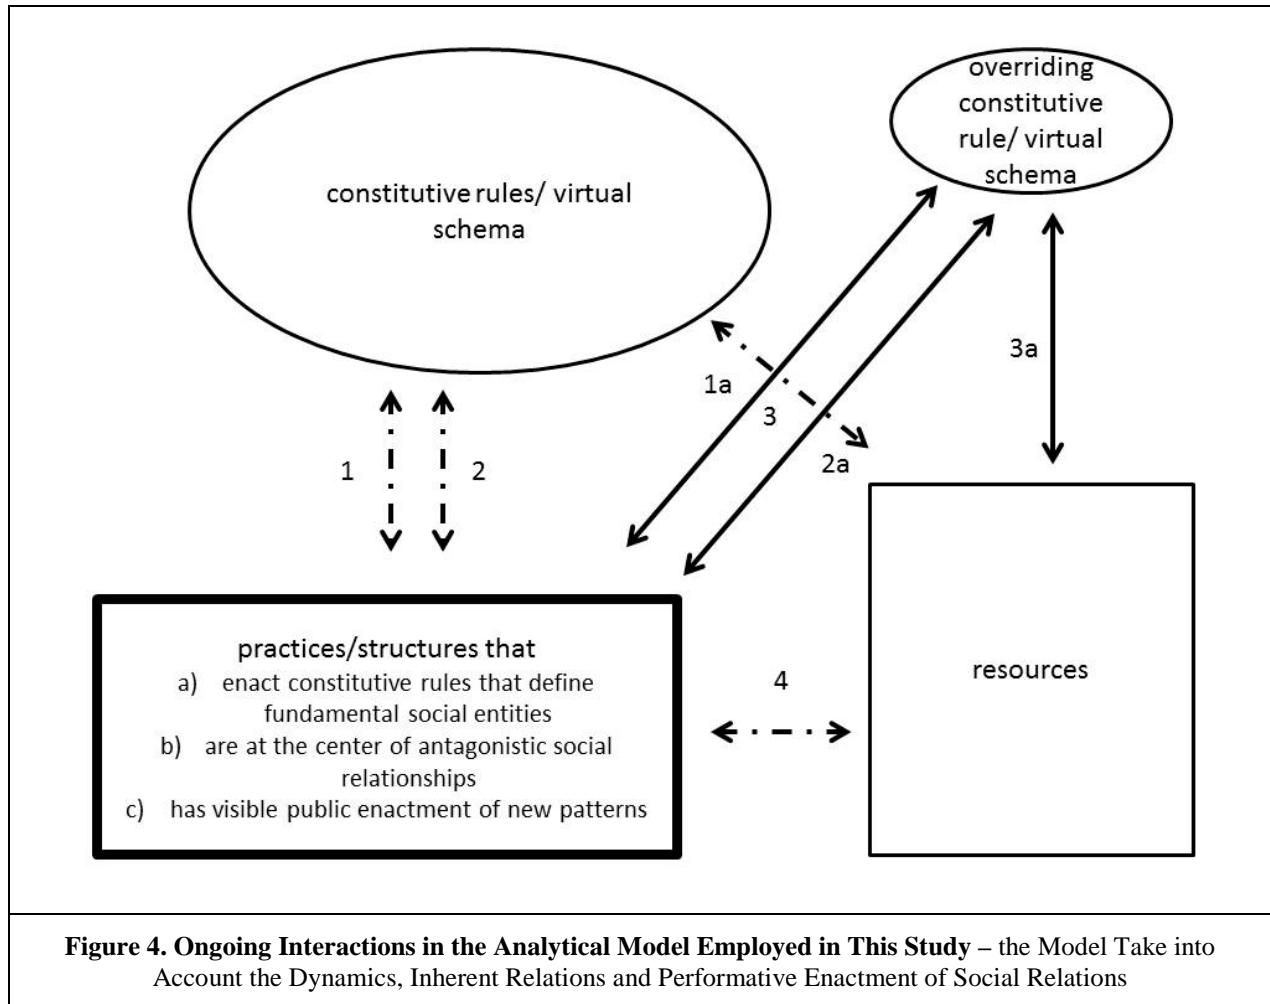 overriding
constitutive
rule/ virtual
schema
constitutive rules/ virtual
schema
3a
1a
3
2a
1
2
practices/structures that
a) enact constitutive rules that define
fundamental social entities
b) are at the center of antagonistic social
relationships
c) has visible public enactment of new patterns
4
resources
Figure 4. Ongoing Interactions in the Analytical Model Employed in This Study – the Model Take into
Account the Dynamics, Inherent Relations and Performative Enactment of Social Relations